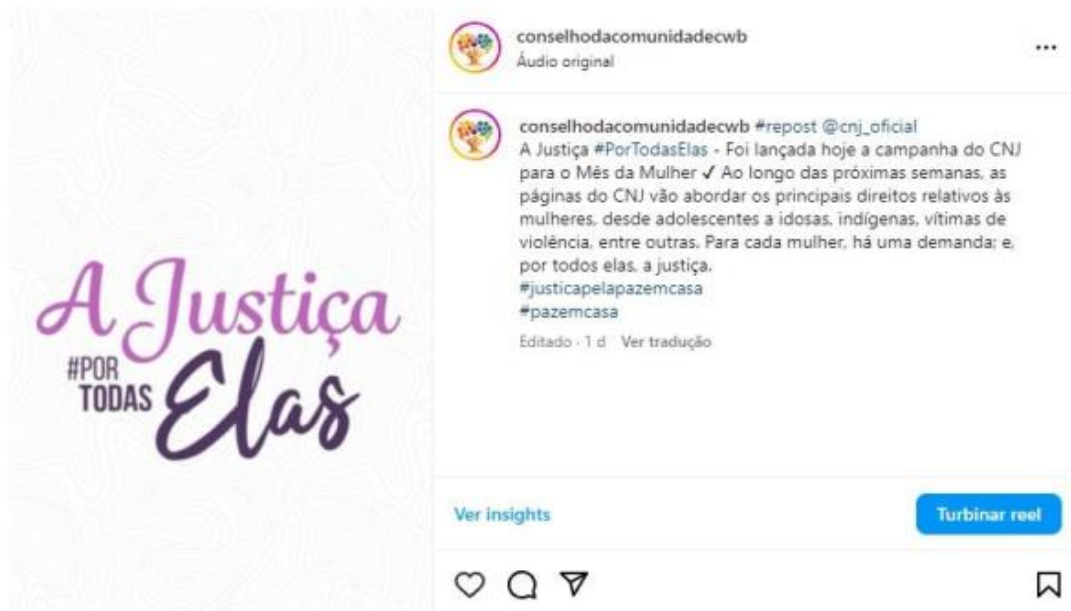 A Justiça
#POR
TODAS
Elas
conselhodacomunidadecwb
Áudio original
conselhodacomunidadecwb #repost @cnj_oficial
A Justiça #PorTodasElas - Foi lançada hoje a campanha do CNJ
para o Mês da Mulher ✓ Ao longo das próximas semanas, as
páginas do CNJ vão abordar os principais direitos relativos às
mulheres, desde adolescentes a idosas, indígenas, vítimas de
violência, entre outras. Para cada mulher, há uma demanda; e,
por todos elas, a justiça.
#justicapelapazemcasa
#pazemcasa
Editado · 1 d Ver tradução
Ver insights
Turbinar reel